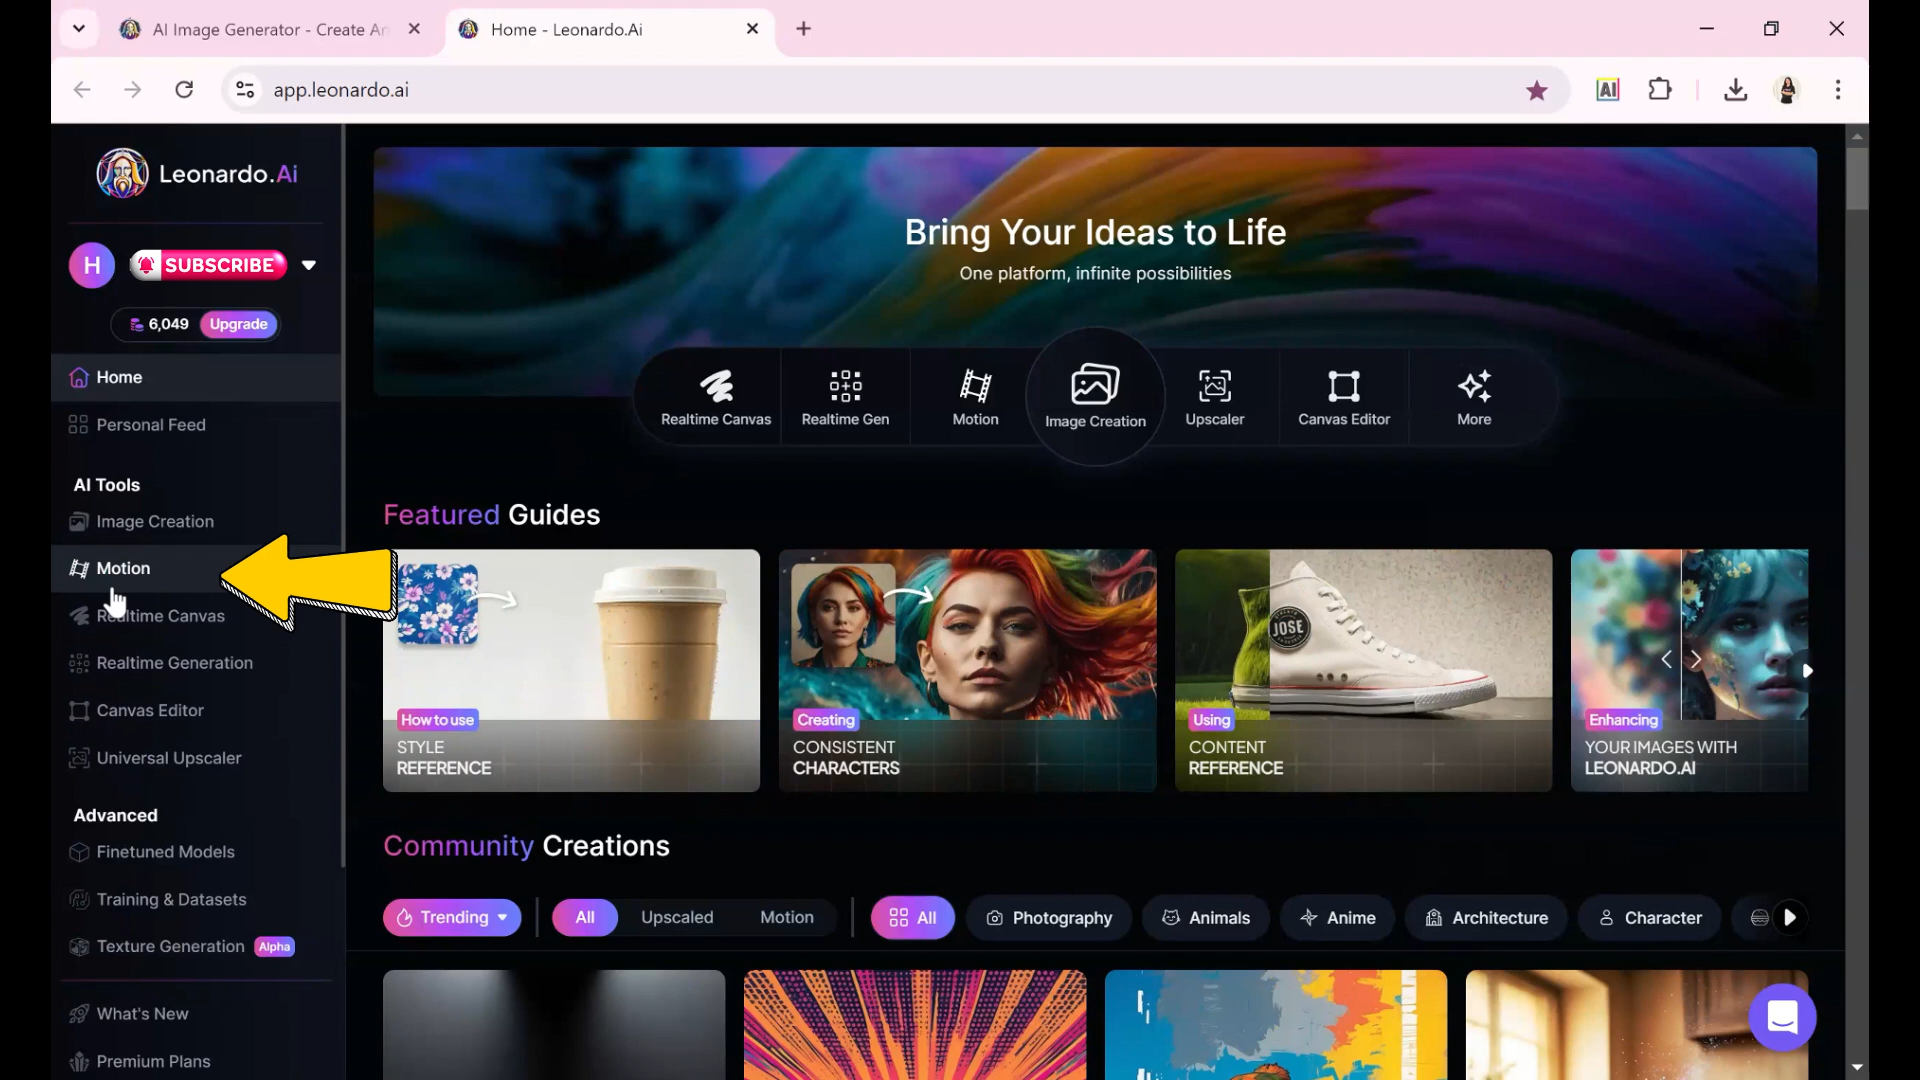 AI Image Generator - Create Ar
Home - Leonardo.Ai
app.leonardo.ai
AI
Leonardo.Ai
H
SUBSCRIBE
6,049
Upgrade
Home
Personal Feed
AI Tools
Image Creation
Motion
Realtime Canvas
Realtime Generation
Canvas Editor
Universal Upscaler
Advanced
Finetuned Models
Training & Datasets
Texture Generation Alpha
What's New
Premium Plans
Bring Your Ideas to Life
One platform, infinite possibilities
Realtime Canvas
Realtime Gen
Motion
Image Creation
Upscaler
Canvas Editor
More
Featured Guides
How to use
STYLE
REFERENCE
Creating
CONSISTENT
CHARACTERS
JOSE
Using
CONTENT
REFERENCE
Enhancing
YOUR IMAGES WITH
LEONARDO.AI
Community Creations
Trending
All
Upscaled
Motion
All
Photography
Animals
Anime
Architecture
Character